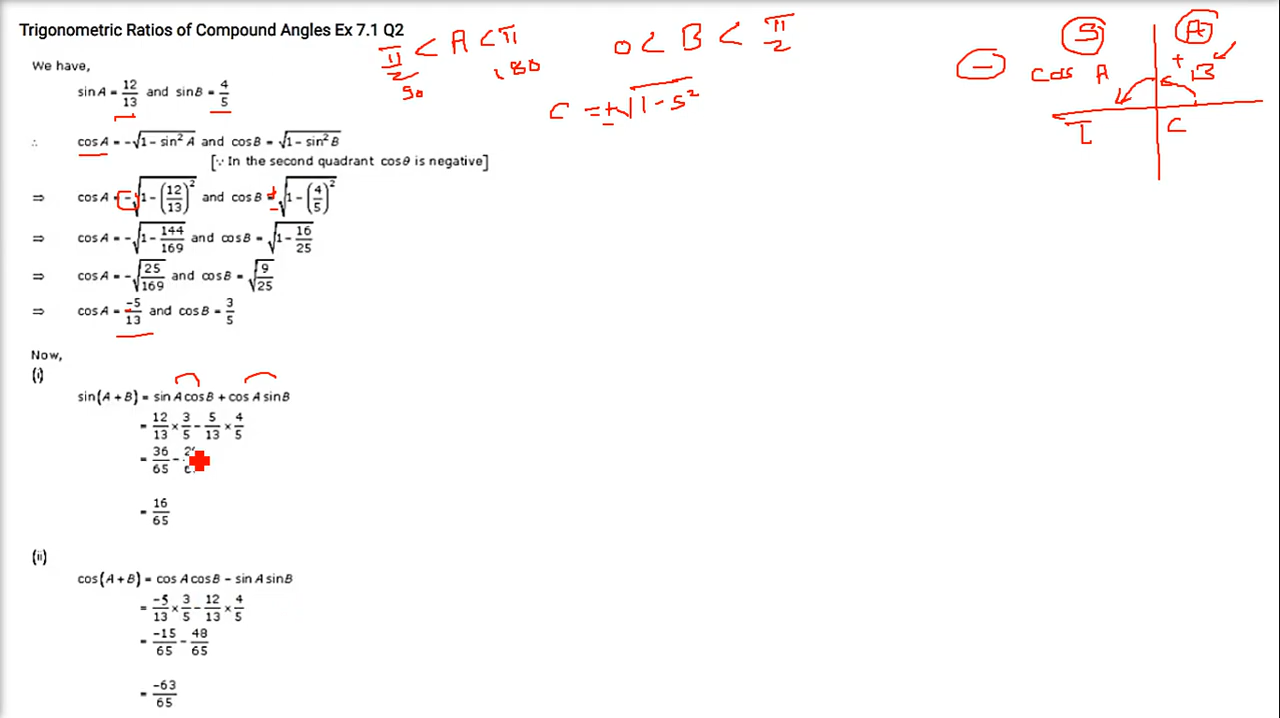 Trigonometric Ratios of Compound Angles Ex 7.1 Q2
π/2 < A < π
90 180
0 < B < π/2
C = ±√(1-S²)
−
S A
cos A + B
T C
We have,
sin A = 12/13 and sin B = 4/5
∴ cos A = -√(1 - sin² A) and cos B = √(1 - sin² B)
[∵ In the second quadrant cosθ is negative]
⇒ cos A = -√(1 - (12/13)²) and cos B = ±√(1 - (4/5)²)
⇒ cos A = -√(1 - 144/169) and cos B = √(1 - 16/25)
⇒ cos A = -√(25/169) and cos B = √(9/25)
⇒ cos A = -5/13 and cos B = 3/5
Now,
(i)
sin(A + B) = sin A cos B + cos A sin B
= 12/13 × 3/5 - 5/13 × 4/5
= 36/65 -
= 16/65
(ii)
cos(A + B) = cos A cos B - sin A sin B
= -5/13 × 3/5 - 12/13 × 4/5
= -15/65 - 48/65
= -63/65